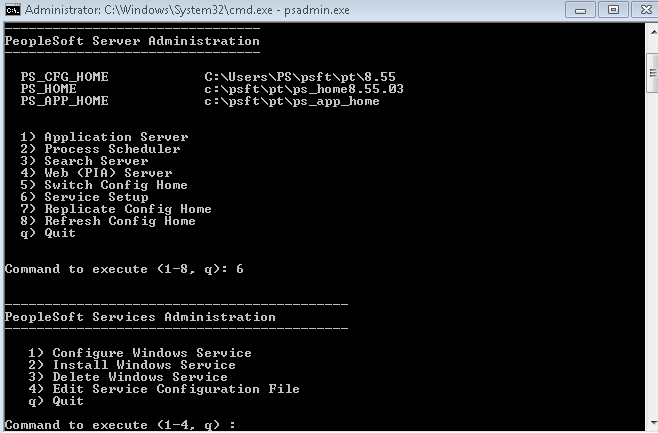 Administrator: C:\Windows\System32\cmd.exe - psadmin.exe
--------------------------------
PeopleSoft Server Administration
--------------------------------
PS_CFG_HOME C:\Users\PS\psft\pt\8.55
PS_HOME c:\psft\pt\ps_home8.55.03
PS_APP_HOME c:\psft\pt\ps_app_home
1) Application Server
2) Process Scheduler
3) Search Server
4) Web (PIA) Server
5) Switch Config Home
6) Service Setup
7) Replicate Config Home
8) Refresh Config Home
q) Quit
Command to execute (1-8, q): 6
-------------------------------------------
PeopleSoft Services Administration
-------------------------------------------
1) Configure Windows Service
2) Install Windows Service
3) Delete Windows Service
4) Edit Service Configuration File
q) Quit
Command to execute (1-4, q) :